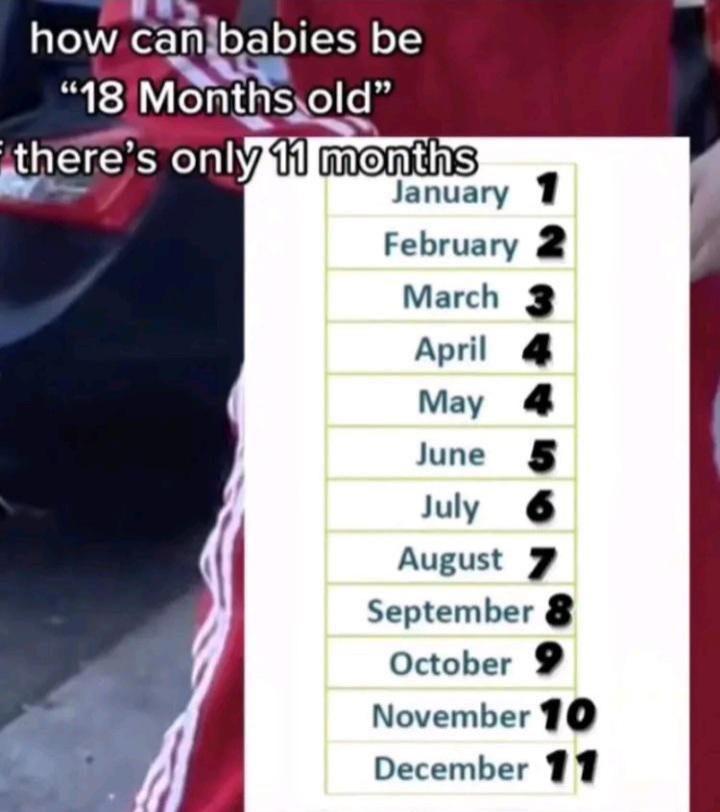 how can babies be
“18 Months old”
f there’s only 11 months
January 1
February 2
March 3
April 4
May 4
June 5
July 6
August 7
September 8
October 9
November 10
December 11